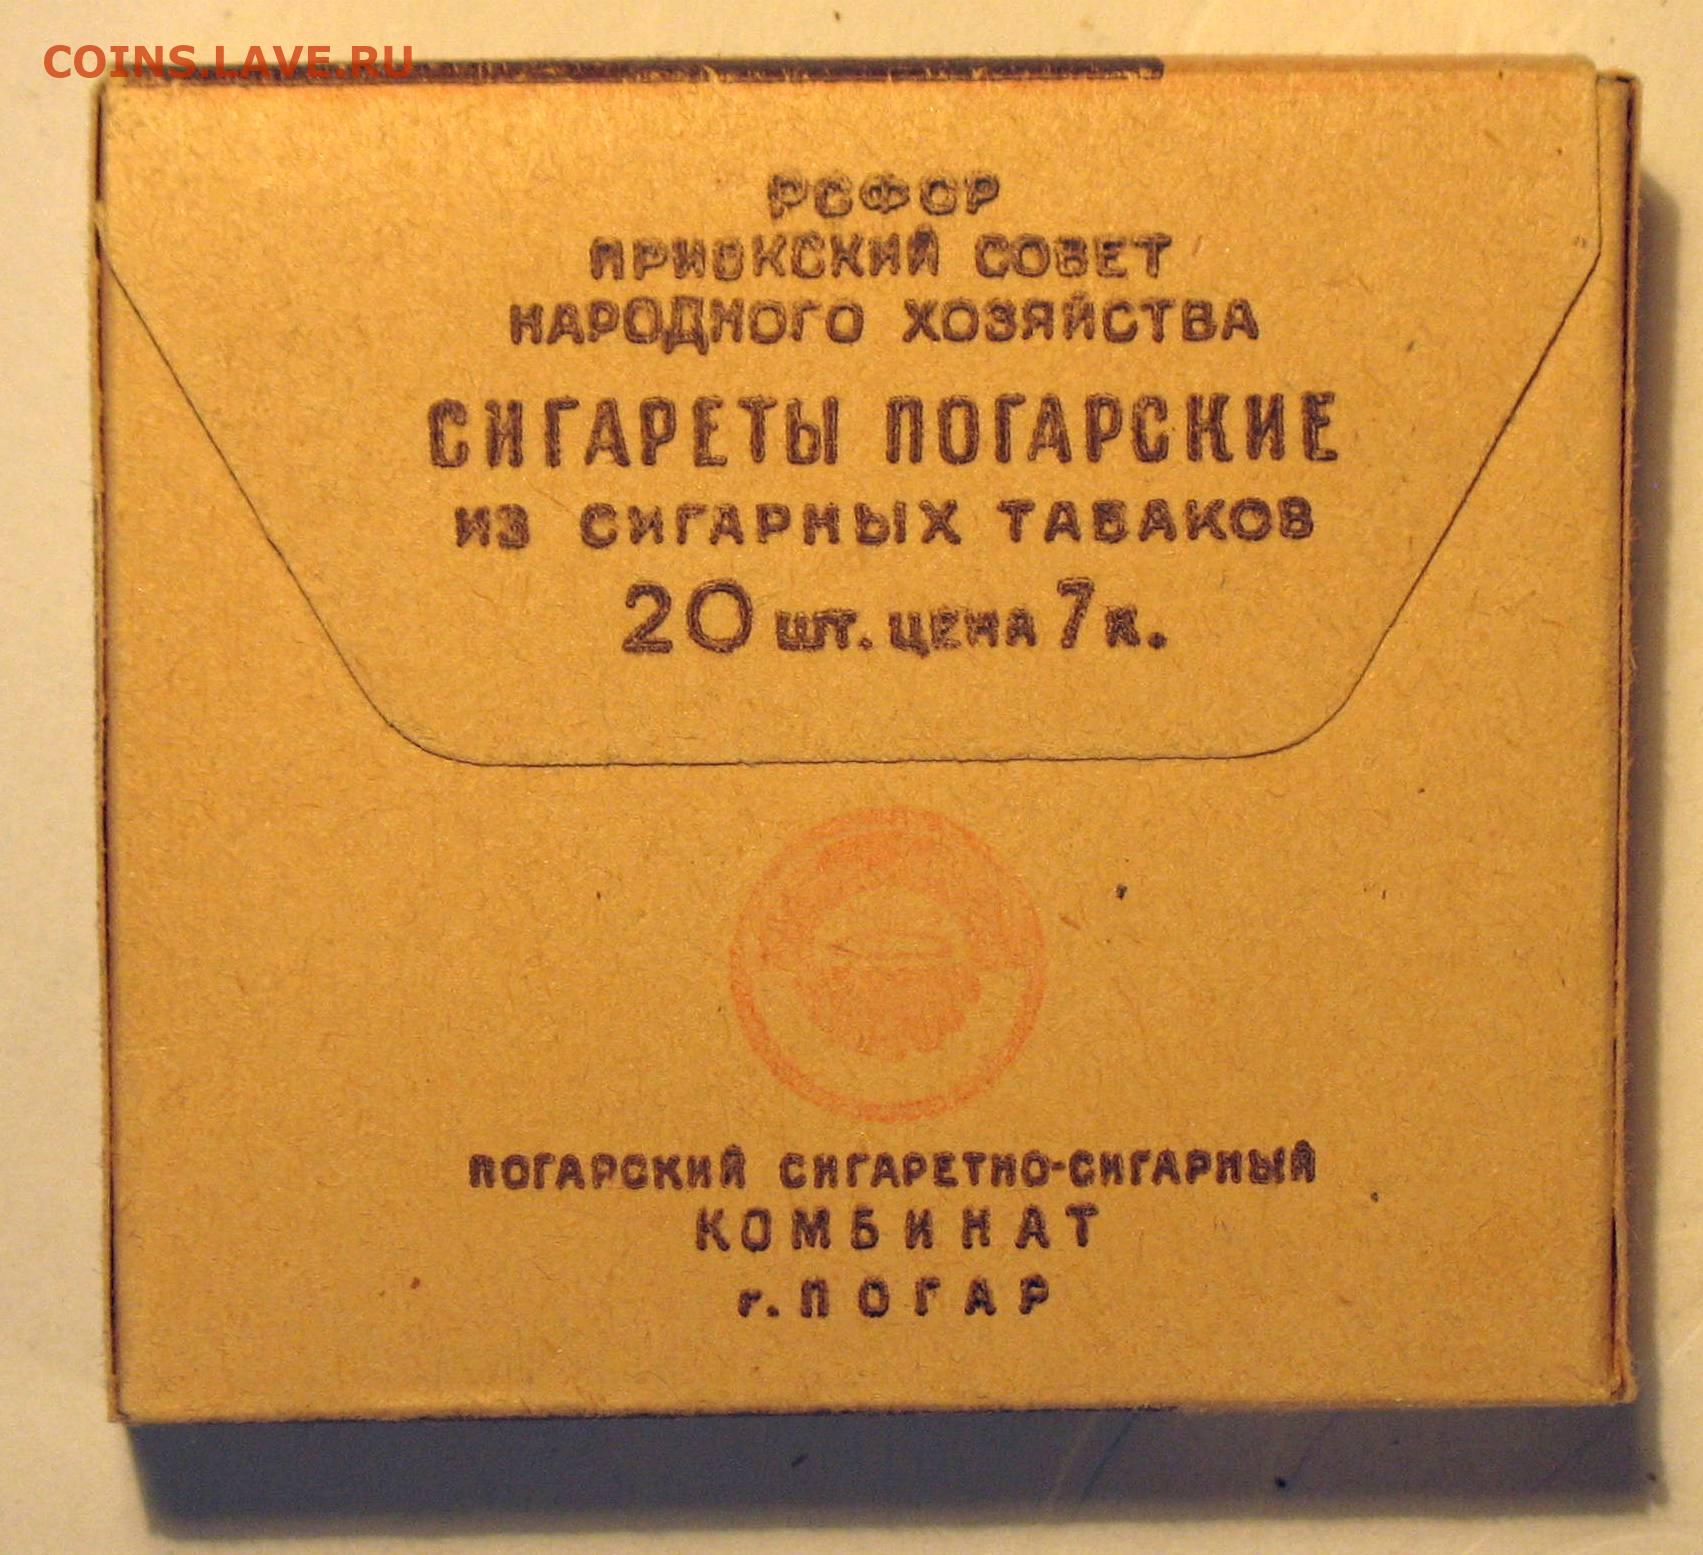 COINS.LAVE.RU
РСФСР
ПРИОКСКИЙ СОВЕТ
НАРОДНОГО ХОЗЯЙСТВА
СИГАРЕТЫ ПОГАРСКИЕ
ИЗ СИГАРНЫХ ТАБАКОВ
20 шт. ЦЕНА 7 к.
ПОГАРСКИЙ СИГАРЕТНО-СИГАРНЫЙ
КОМБИНАТ
г. ПОГАР